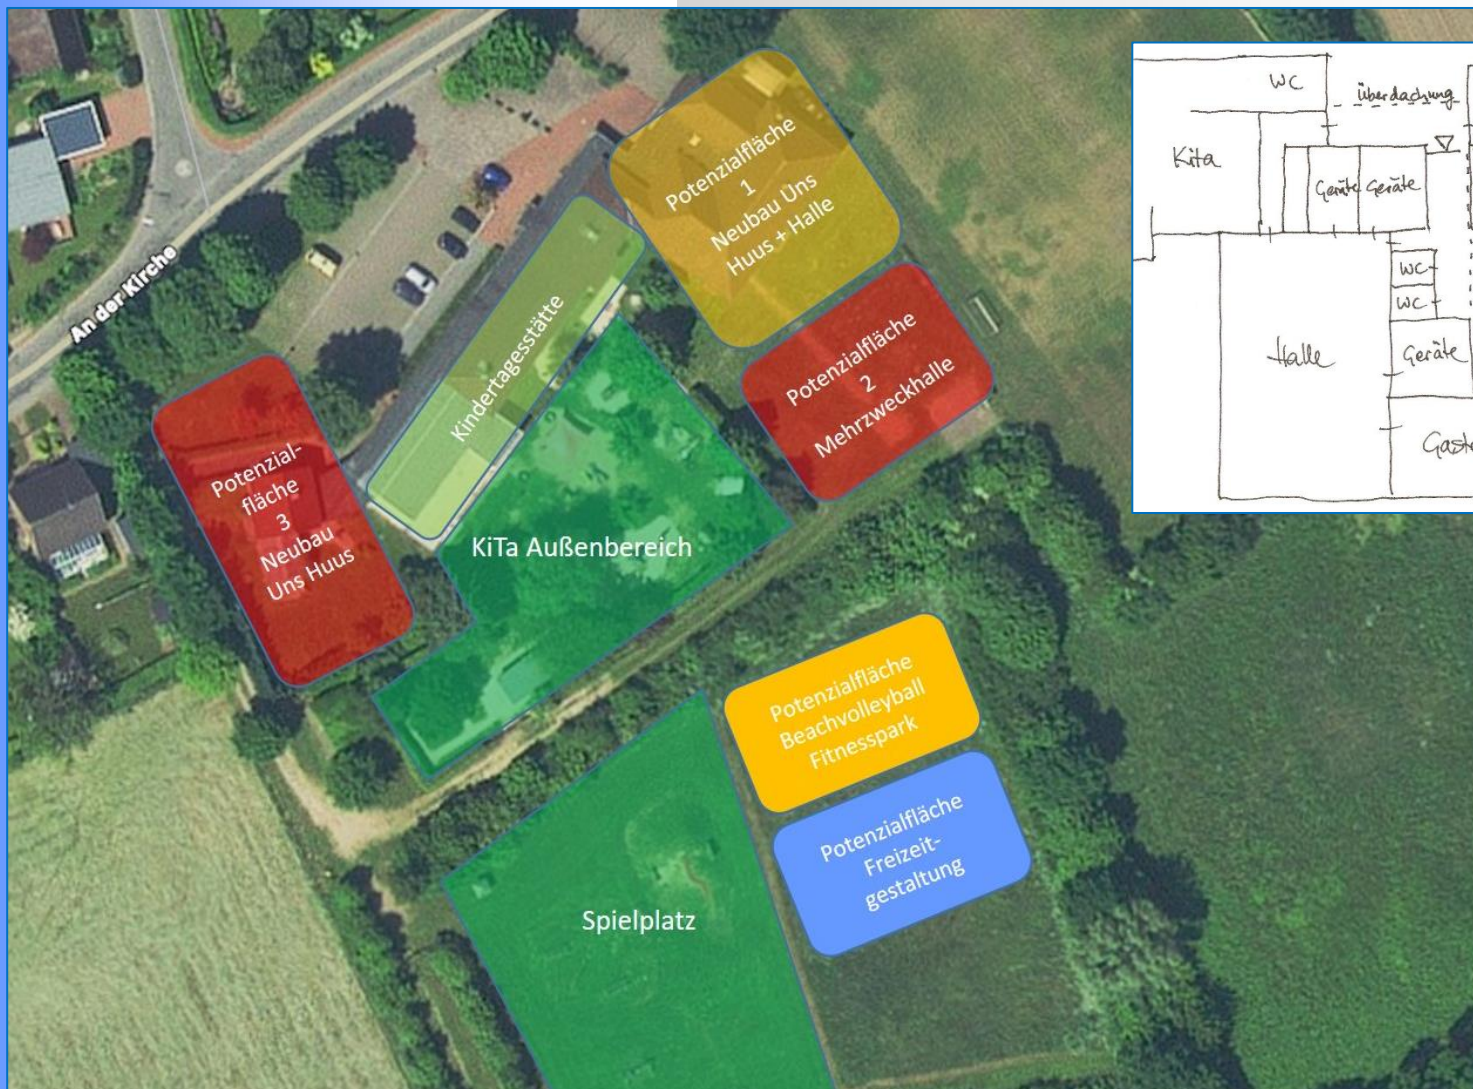 An der Kirche
Potenzialfläche
1
Neubau Uns
Huus + Halle
Potenzialfläche
2
Mehrzweckhalle
Kindertagesstätte
Potenzial-
fläche
3
Neubau
Uns Huus
KiTa Außenbereich
Potenzialfläche
Beachvolleyball
Fitnesspark
Potenzialfläche
Freizeit-
gestaltung
Spielplatz
WC
überdachung
Kita
Geräte Geräte
WC
WC
Halle
Geräte